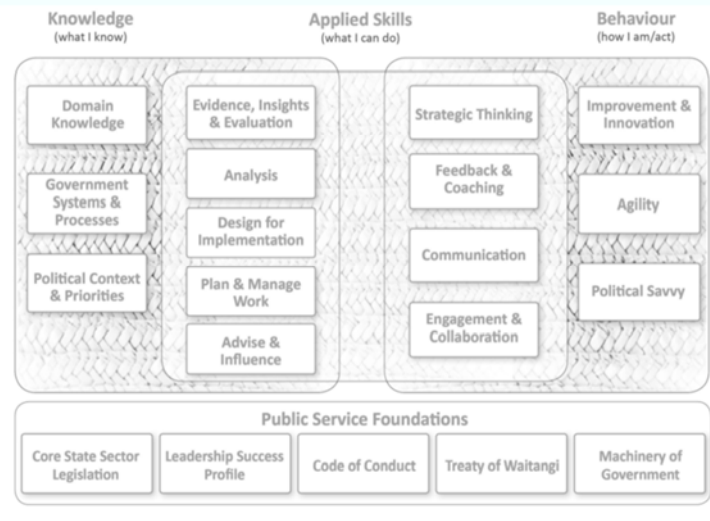 Knowledge
(what I know)
Applied Skills
(what I can do)
Behaviour
(how I am/act)
Domain
Knowledge
Government
Systems &
Processes
Political Context
& Priorities
Evidence, Insights
& Evaluation
Analysis
Design for
Implementation
Plan & Manage
Work
Advise &
Influence
Strategic Thinking
Feedback &
Coaching
Communication
Engagement &
Collaboration
Improvement &
Innovation
Agility
Political Savvy
Public Service Foundations
Core State Sector
Legislation
Leadership Success
Profile
Code of Conduct
Treaty of Waitangi
Machinery of
Government